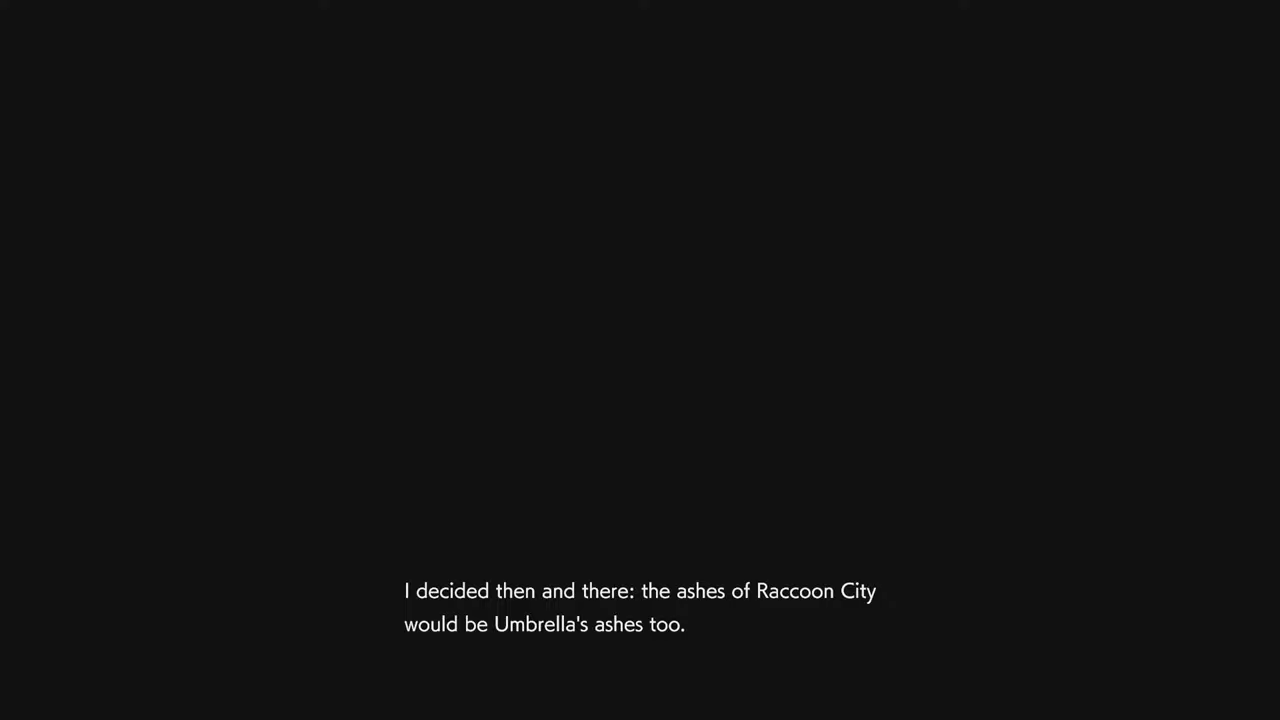 I decided then and there: the ashes of Raccoon City
would be Umbrella's ashes too.